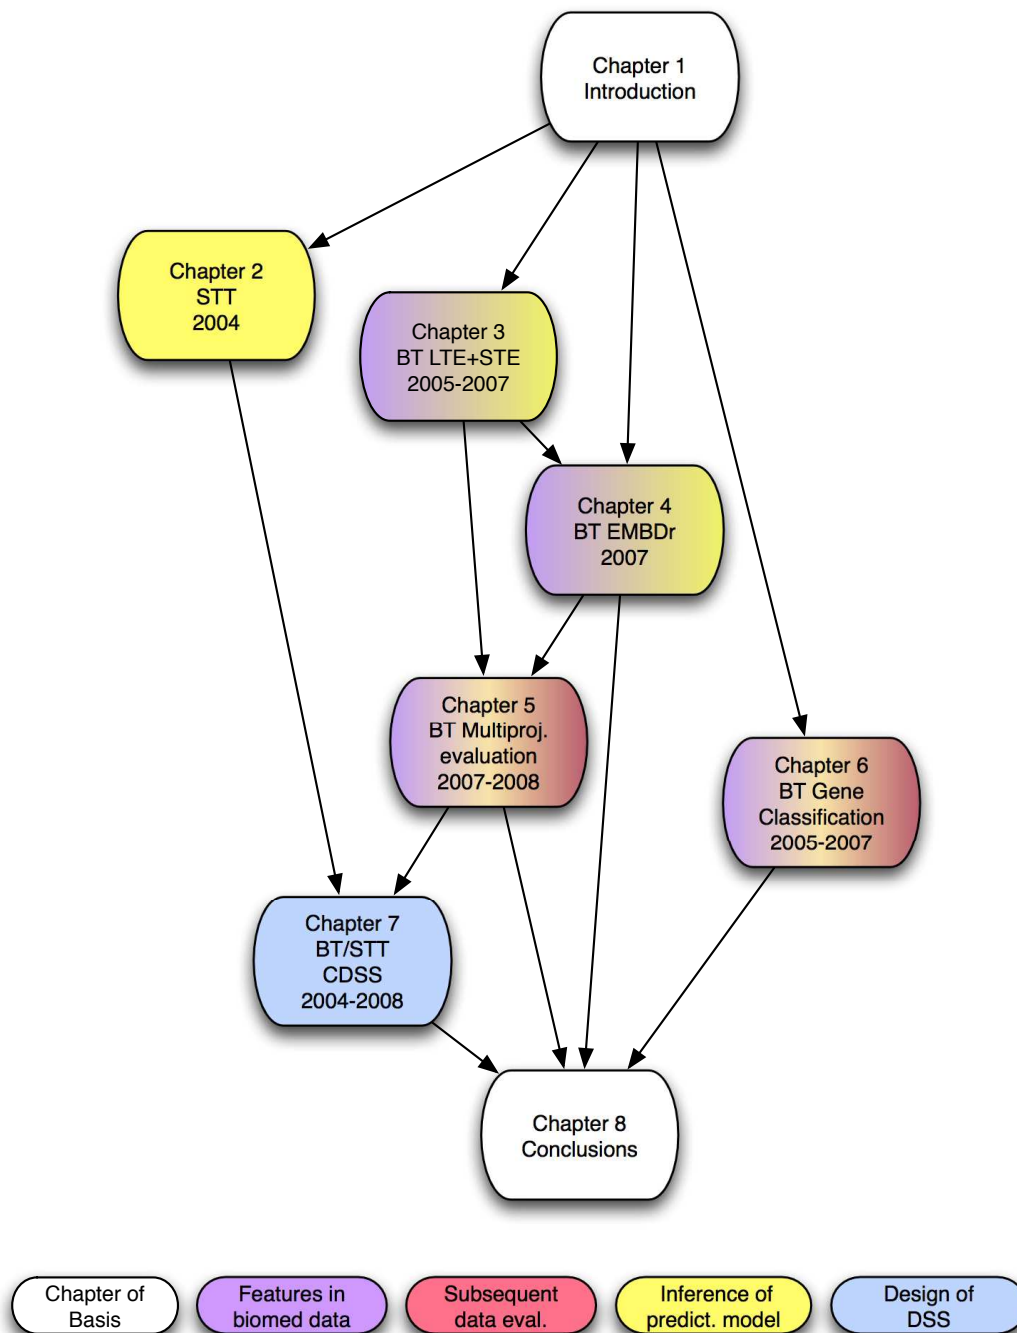 Chapter 1
Introduction
Chapter 2
STT
2004
Chapter 3
BT LTE+STE
2005-2007
Chapter 4
BT EMBDr
2007
Chapter 5
BT Multiproj.
evaluation
2007-2008
Chapter 6
BT Gene
Classification
2005-2007
Chapter 7
BT/STT
CDSS
2004-2008
Chapter 8
Conclusions
Chapter of
Basis
Features in
biomed data
Subsequent
data eval.
Inference of
predict. model
Design of
DSS